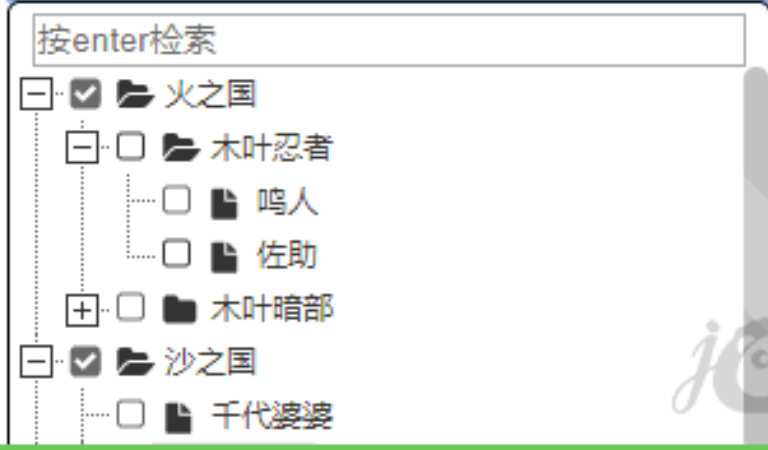 按enter检索
火之国
木叶忍者
鸣人
佐助
木叶暗部
沙之国
千代婆婆